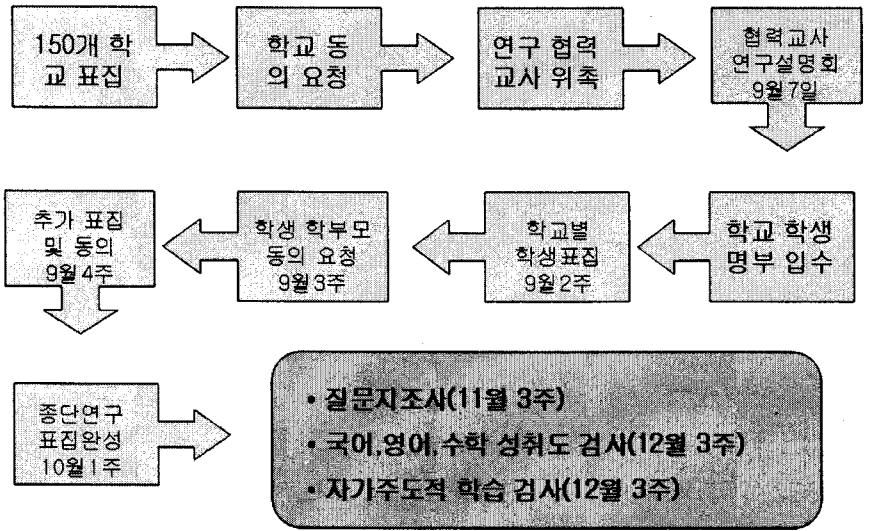 150개 학
교 표집
학교 동
의 요청
연구 협력
교사 위촉
협력교사
연구설명회
9월7일
학교 학생
명부 입수
학교별
학생표집
9월2주
학생 학부모
동의 요청
9월3주
추가 표집
및 동의
9월4주
종단연구
표집완성
10월1주
• 질문지조사(11월 3주)
• 국어,영어,수학 성취도 검사(12월 3주)
• 자기주도적 학습 검사(12월 3주)